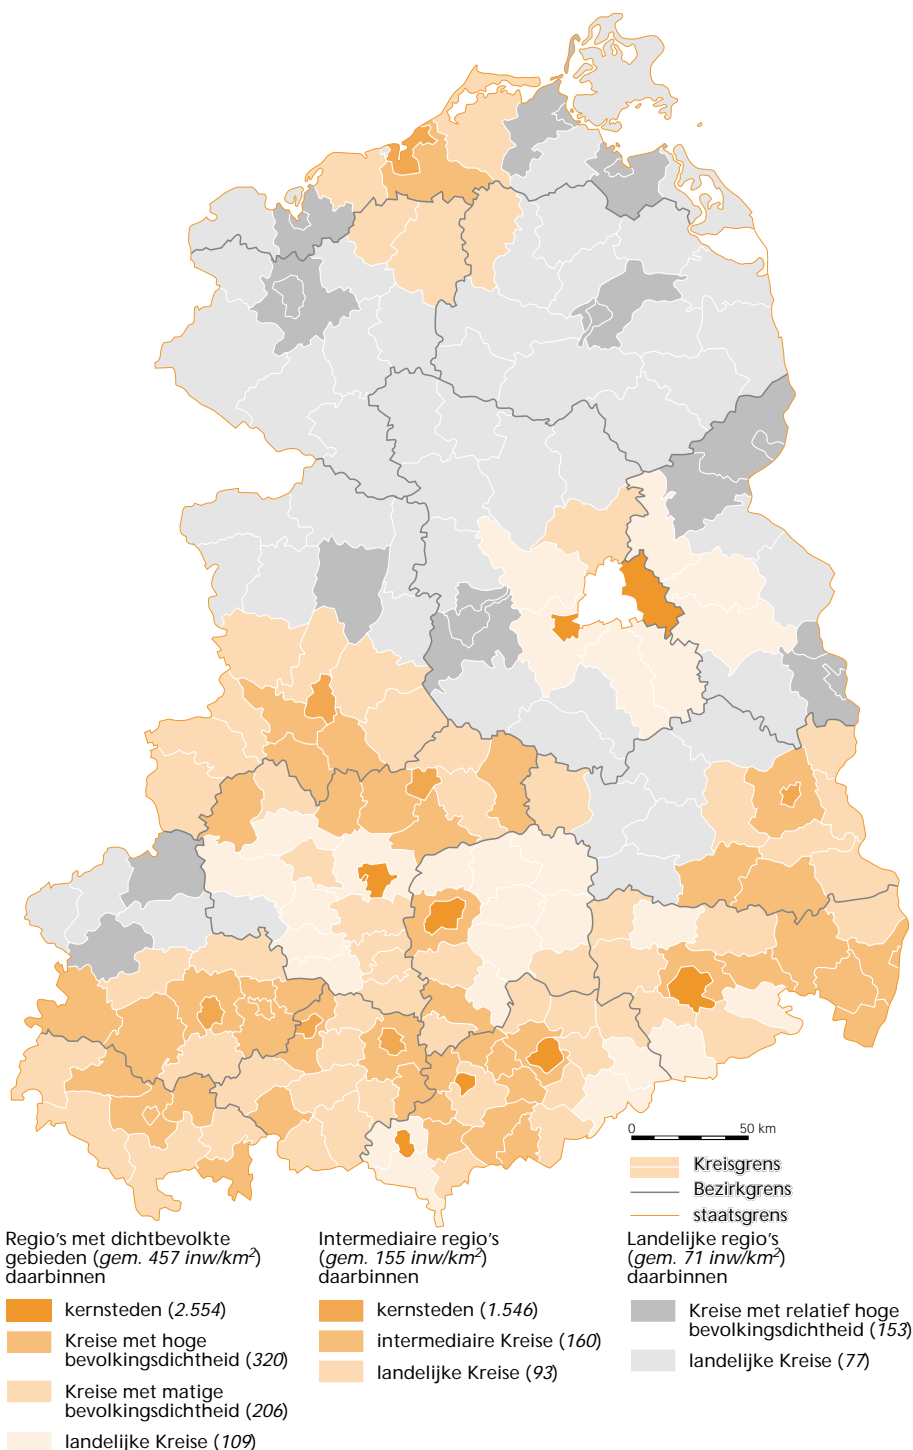 0 50 km
Kreisgrens
Bezirkgrens
staatsgrens
Regio's met dichtbevolkte
gebieden (gem. 457 inw/km²)
daarbinnen
kernsteden (2.554)
Kreise met hoge
bevolkingsdichtheid (320)
Kreise met matige
bevolkingsdichtheid (206)
landelijke Kreise (109)
Intermediaire regio's
(gem. 155 inw/km²)
daarbinnen
kernsteden (1.546)
intermediaire Kreise (160)
landelijke Kreise (93)
Landelijke regio's
(gem. 71 inw/km²)
daarbinnen
Kreise met relatief hoge
bevolkingsdichtheid (153)
landelijke Kreise (77)